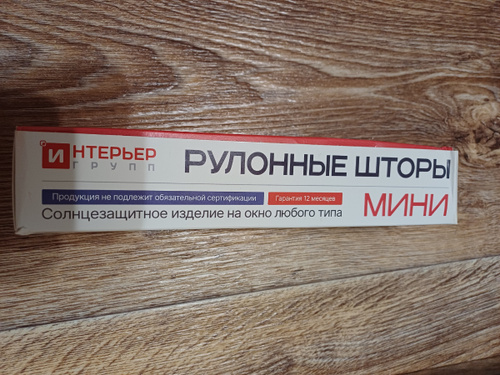 ИНТЕРЬЕР
ГРУПП
РУЛОННЫЕ ШТОРЫ
Продукция не подлежит обязательной сертификации
Гарантия 12 месяцев
Солнцезащитное изделие на окно любого типа
МИНИ